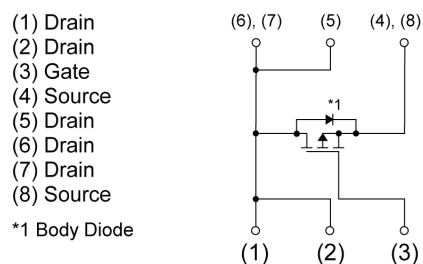 (1) Drain
(2) Drain
(3) Gate
(4) Source
(5) Drain
(6) Drain
(7) Drain
(8) Source
*1 Body Diode
(6), (7) (5) (4), (8)
*1
(1) (2) (3)